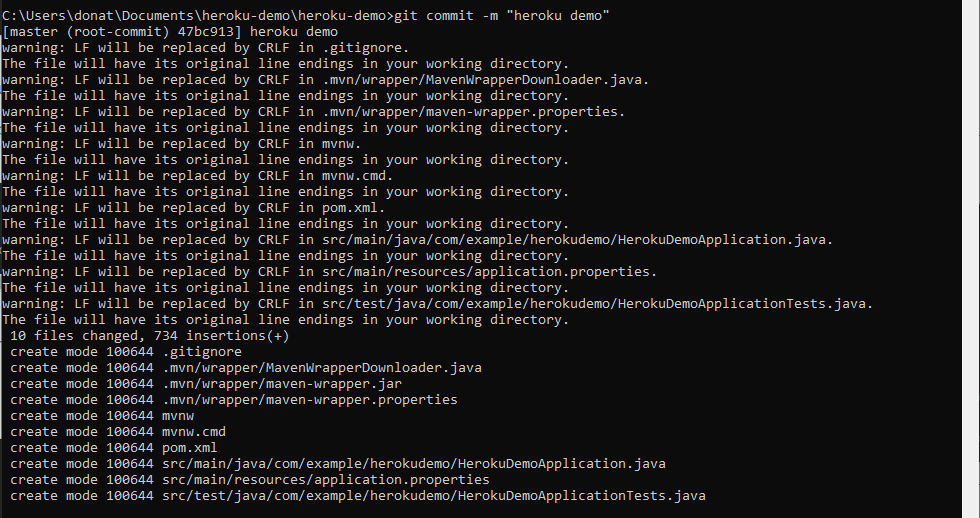 C:\Users\donat\Documents\heroku-demo\heroku-demo>git commit -m "heroku demo"
[master (root-commit) 47bc913] heroku demo
warning: LF will be replaced by CRLF in .gitignore.
The file will have its original line endings in your working directory.
warning: LF will be replaced by CRLF in .mvn/wrapper/MavenWrapperDownloader.java.
The file will have its original line endings in your working directory.
warning: LF will be replaced by CRLF in .mvn/wrapper/maven-wrapper.properties.
The file will have its original line endings in your working directory.
warning: LF will be replaced by CRLF in mvnw.
The file will have its original line endings in your working directory.
warning: LF will be replaced by CRLF in mvnw.cmd.
The file will have its original line endings in your working directory.
warning: LF will be replaced by CRLF in pom.xml.
The file will have its original line endings in your working directory.
warning: LF will be replaced by CRLF in src/main/java/com/example/herokudemo/HerokuDemoApplication.java.
The file will have its original line endings in your working directory.
warning: LF will be replaced by CRLF in src/main/resources/application.properties.
The file will have its original line endings in your working directory.
warning: LF will be replaced by CRLF in src/test/java/com/example/herokudemo/HerokuDemoApplicationTests.java.
The file will have its original line endings in your working directory.
 10 files changed, 734 insertions(+)
 create mode 100644 .gitignore
 create mode 100644 .mvn/wrapper/MavenWrapperDownloader.java
 create mode 100644 .mvn/wrapper/maven-wrapper.jar
 create mode 100644 .mvn/wrapper/maven-wrapper.properties
 create mode 100644 mvnw
 create mode 100644 mvnw.cmd
 create mode 100644 pom.xml
 create mode 100644 src/main/java/com/example/herokudemo/HerokuDemoApplication.java
 create mode 100644 src/main/resources/application.properties
 create mode 100644 src/test/java/com/example/herokudemo/HerokuDemoApplicationTests.java